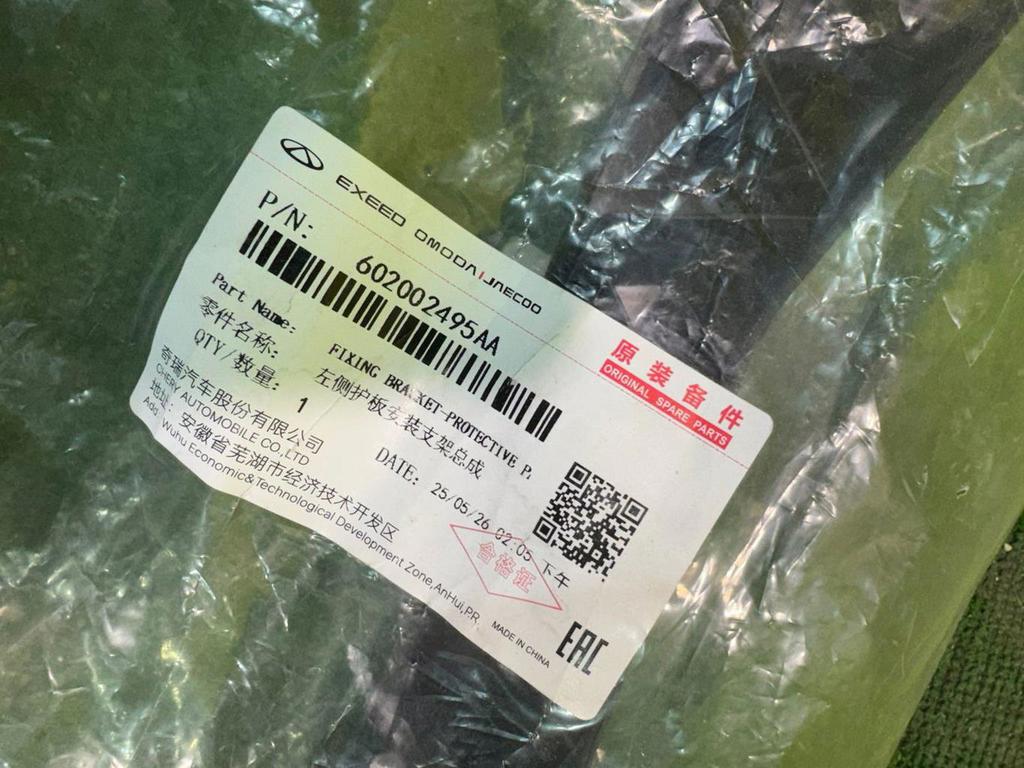 EXEED OMODA|JAECOO
原装备件
ORIGINAL SPARE PARTS
P/N: 602002495AA
Part Name: FIXING BRACKET-PROTECTIVE P,
零件名称: 左侧护板安装支架总成
QTY/数量: 1
DATE: 25/05/26 02:05 下午
合格证
奇瑞汽车股份有限公司
CHERY AUTOMOBILE CO.,LTD
地址: 安徽省芜湖市经济技术开发区
Add.: Wuhu Economic&Technological Development Zone,AnHui,P.R.
MADE IN CHINA
EAC